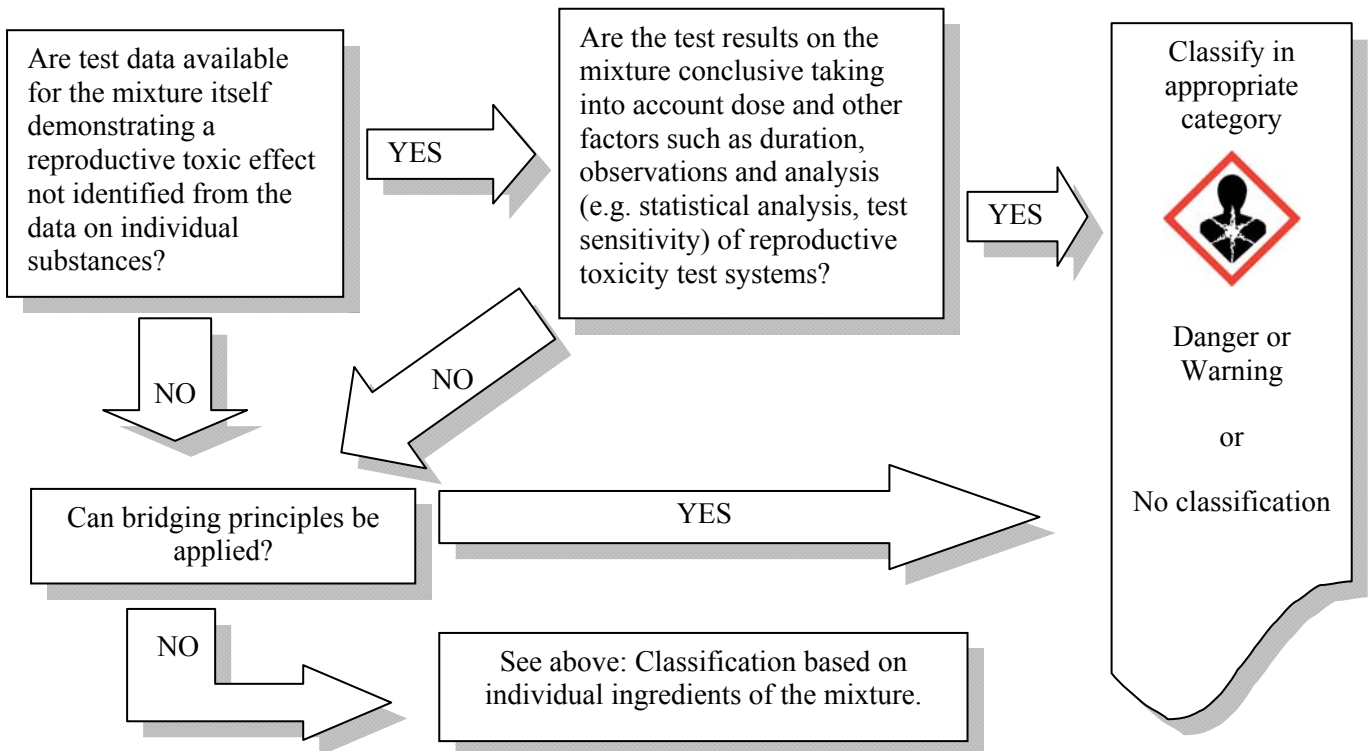 Are test data available
for the mixture itself
demonstrating a
reproductive toxic effect
not identified from the
data on individual
substances?
YES
Are the test results on the
mixture conclusive taking
into account dose and other
factors such as duration,
observations and analysis
(e.g. statistical analysis, test
sensitivity) of reproductive
toxicity test systems?
YES
Classify in
appropriate
category
Danger or
Warning
or
No classification
NO
NO
Can bridging principles be
applied?
YES
NO
See above: Classification based on
individual ingredients of the mixture.